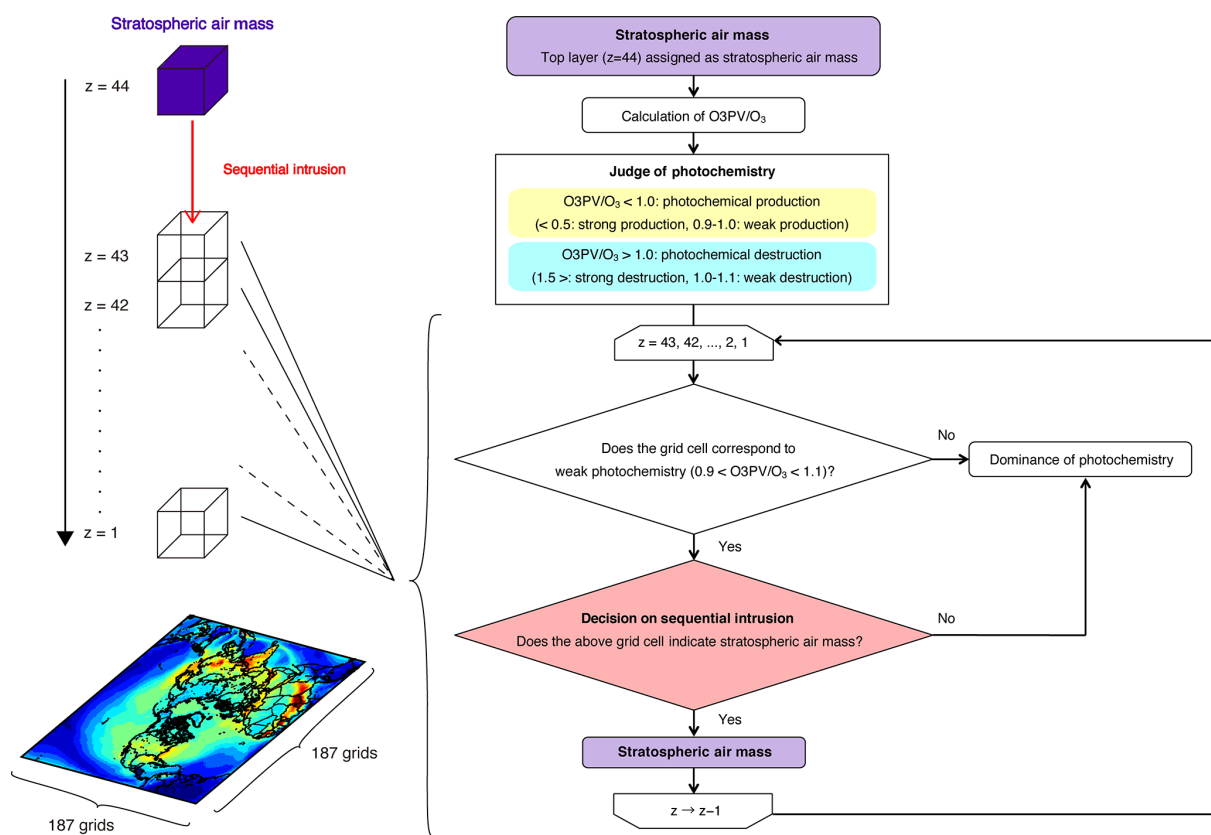 Stratospheric air mass
z = 44
Sequential intrusion
z = 43
z = 42
z = 1
187 grids
187 grids
Stratospheric air mass
Top layer (z=44) assigned as stratospheric air mass
Calculation of O3PV/O₃
Judge of photochemistry
O3PV/O₃ < 1.0: photochemical production
(< 0.5: strong production, 0.9-1.0: weak production)
O3PV/O₃ > 1.0: photochemical destruction
(1.5 >: strong destruction, 1.0-1.1: weak destruction)
z = 43, 42, ..., 2, 1
Does the grid cell correspond to
weak photochemistry (0.9 < O3PV/O₃ < 1.1)?
No
Dominance of photochemistry
Yes
Decision on sequential intrusion
Does the above grid cell indicate stratospheric air mass?
No
Yes
Stratospheric air mass
z → z−1